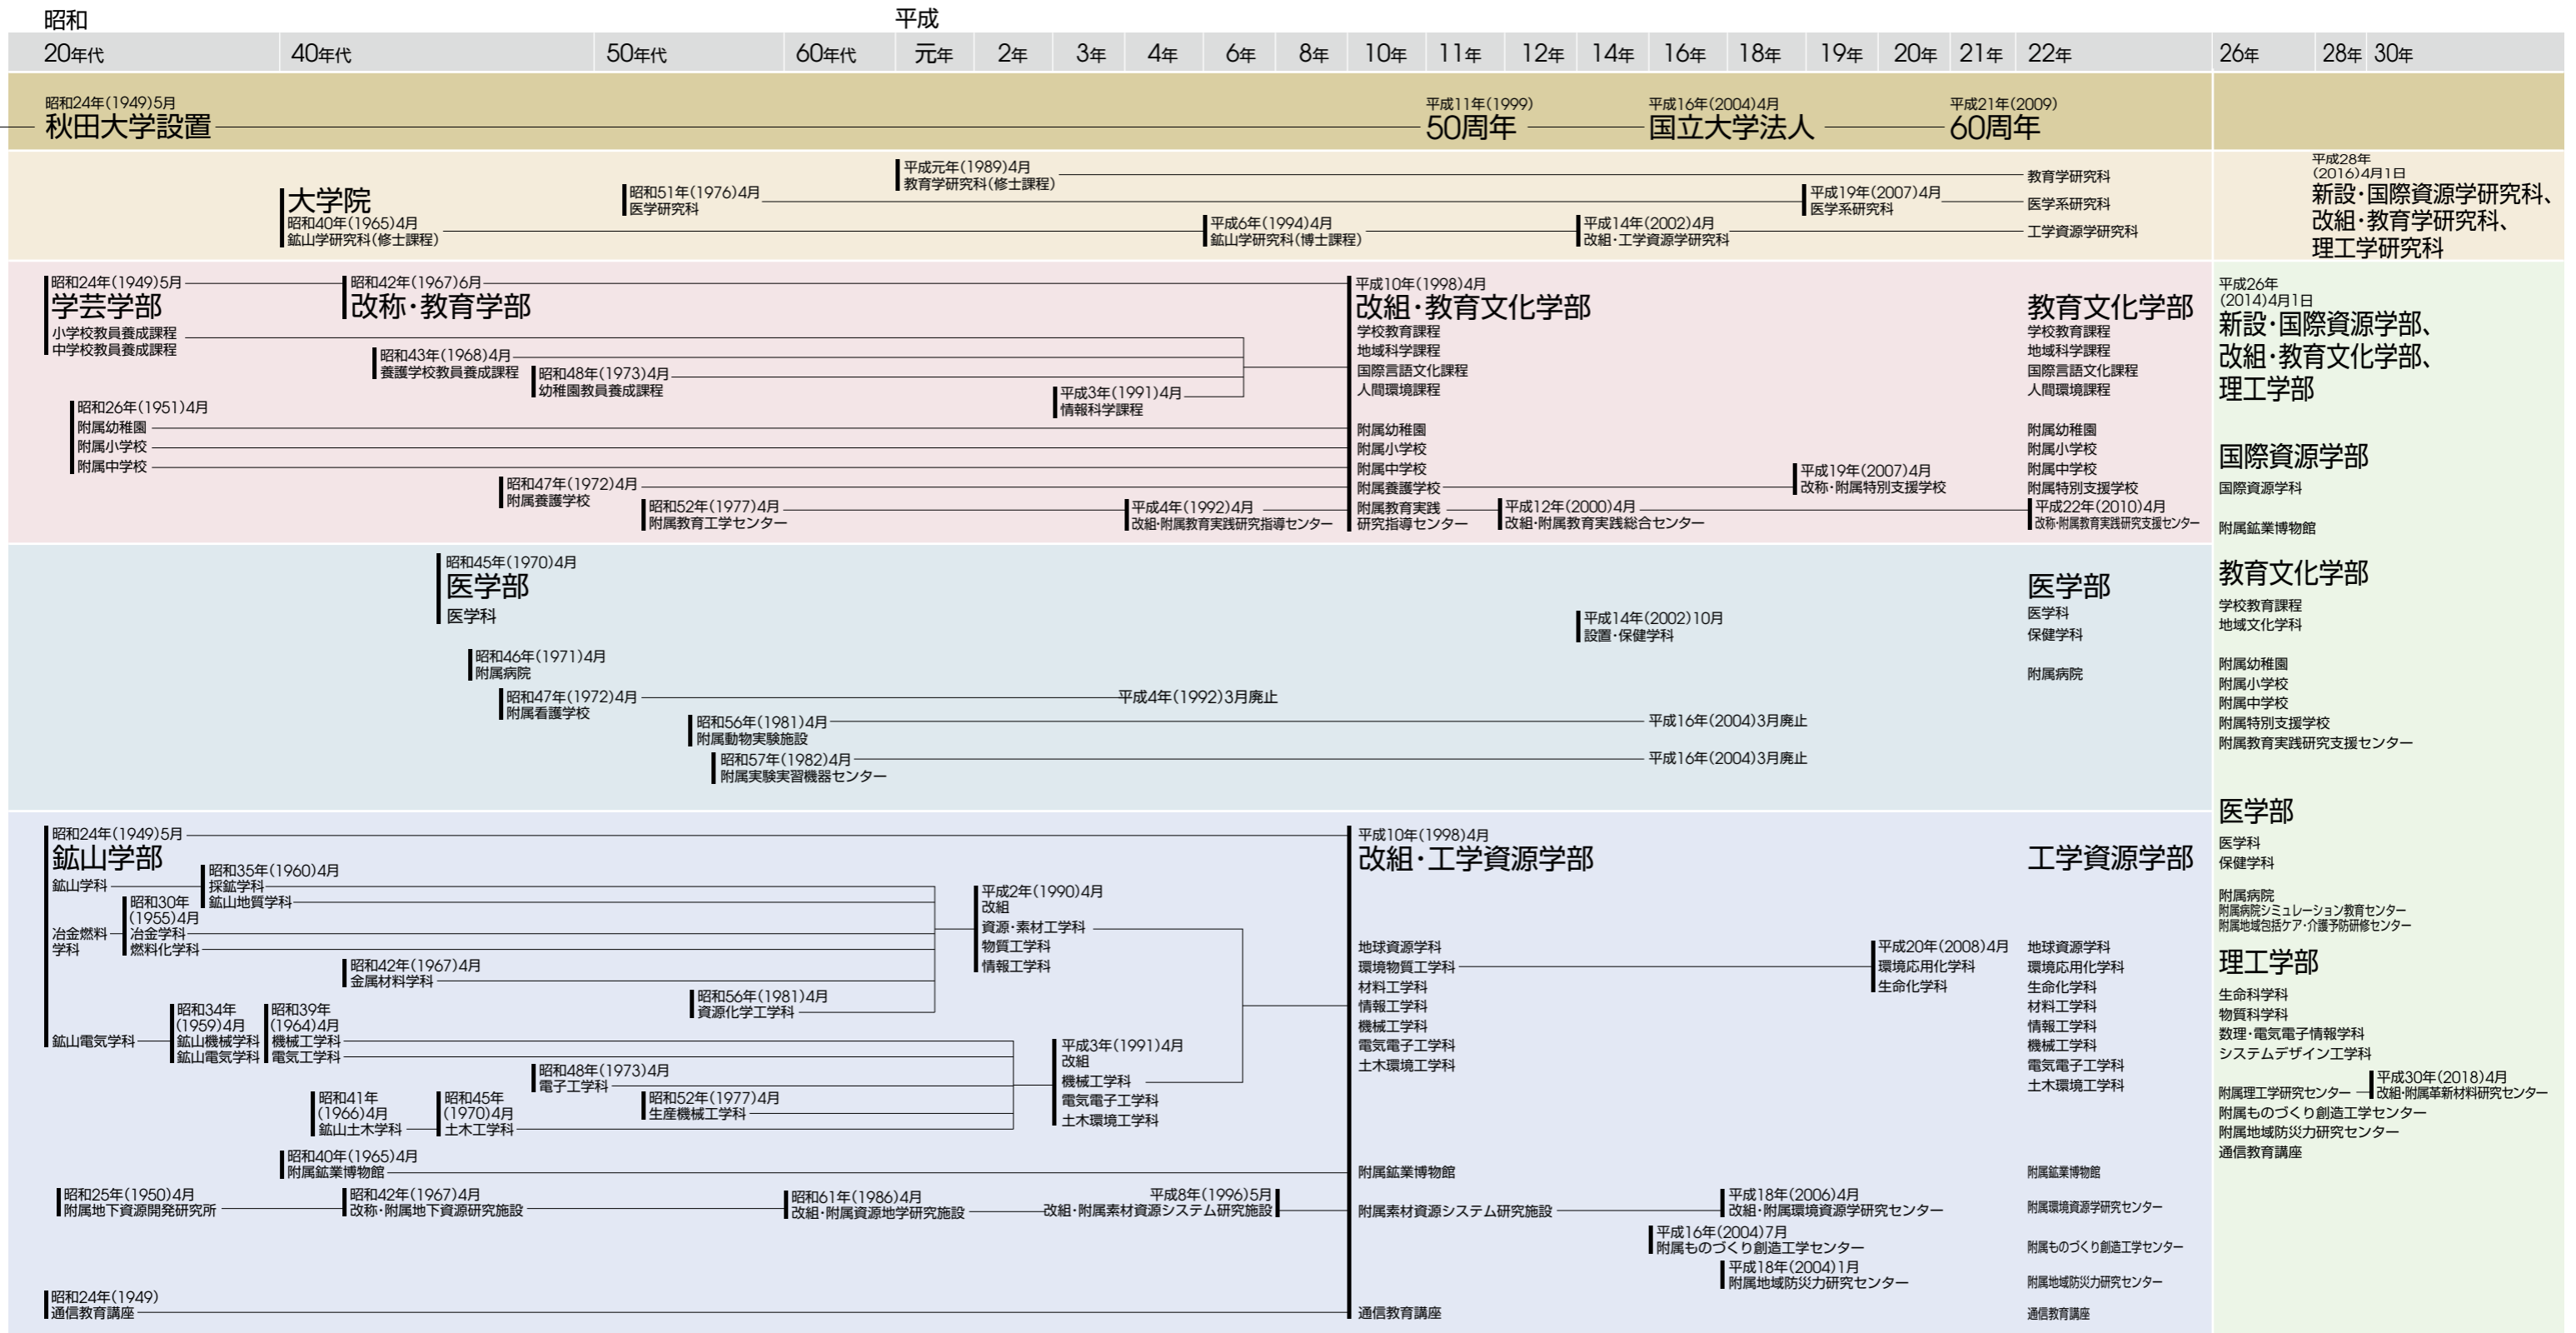 昭和
平成
20年代
40年代
50年代
60年代
元年
2年
3年
4年
6年
8年
10年
11年
12年
14年
16年
18年
19年
20年
21年
22年
26年
28年
30年
昭和24年(1949)5月
秋田大学設置
平成11年(1999)
50周年
平成16年(2004)4月
国立大学法人
平成21年(2009)
60周年
大学院
昭和40年(1965)4月
鉱山学研究科(修士課程)
昭和51年(1976)4月
医学研究科
平成元年(1989)4月
教育学研究科(修士課程)
平成6年(1994)4月
鉱山学研究科(博士課程)
平成14年(2002)4月
改組・工学資源学研究科
平成19年(2007)4月
医学系研究科
教育学研究科
医学系研究科
工学資源学研究科
平成28年
(2016)4月1日
新設・国際資源学研究科、
改組・教育学研究科、
理工学研究科
昭和24年(1949)5月
学芸学部
小学校教員養成課程
中学校教員養成課程
昭和42年(1967)6月
改称・教育学部
昭和43年(1968)4月
養護学校教員養成課程
昭和48年(1973)4月
幼稚園教員養成課程
平成3年(1991)4月
情報科学課程
昭和26年(1951)4月
附属幼稚園
附属小学校
附属中学校
昭和47年(1972)4月
附属養護学校
昭和52年(1977)4月
附属教育工学センター
平成4年(1992)4月
改組・附属教育実践研究指導センター
平成10年(1998)4月
改組・教育文化学部
学校教育課程
地域科学課程
国際言語文化課程
人間環境課程
附属幼稚園
附属小学校
附属中学校
附属養護学校
附属教育実践
研究指導センター
平成12年(2000)4月
改組・附属教育実践総合センター
平成19年(2007)4月
改称・附属特別支援学校
教育文化学部
学校教育課程
地域科学課程
国際言語文化課程
人間環境課程
附属幼稚園
附属小学校
附属中学校
附属特別支援学校
平成22年(2010)4月
改称・附属教育実践研究支援センター
昭和45年(1970)4月
医学部
医学科
昭和46年(1971)4月
附属病院
昭和47年(1972)4月
附属看護学校
平成4年(1992)3月廃止
昭和56年(1981)4月
附属動物実験施設
平成16年(2004)3月廃止
昭和57年(1982)4月
附属実験実習機器センター
平成16年(2004)3月廃止
平成14年(2002)10月
設置・保健学科
医学部
医学科
保健学科
附属病院
昭和24年(1949)5月
鉱山学部
鉱山学科
昭和35年(1960)4月
採鉱学科
鉱山地質学科
冶金燃料
学科
昭和30年
(1955)4月
冶金学科
燃料化学科
昭和42年(1967)4月
金属材料学科
昭和56年(1981)4月
資源化学工学科
鉱山電気学科
昭和34年
(1959)4月
鉱山機械学科
鉱山電気学科
昭和39年
(1964)4月
機械工学科
電気工学科
昭和48年(1973)4月
電子工学科
昭和41年
(1966)4月
鉱山土木学科
昭和45年
(1970)4月
土木工学科
昭和52年(1977)4月
生産機械工学科
平成2年(1990)4月
改組
資源・素材工学科
物質工学科
情報工学科
平成3年(1991)4月
改組
機械工学科
電気電子工学科
土木環境工学科
昭和40年(1965)4月
附属鉱業博物館
昭和25年(1950)4月
附属地下資源開発研究所
昭和42年(1967)4月
改称・附属地下資源研究施設
昭和61年(1986)4月
改組・附属資源地学研究施設
平成8年(1996)5月
改組・附属素材資源システム研究施設
昭和24年(1949)
通信教育講座
平成10年(1998)4月
改組・工学資源学部
地球資源学科
環境物質工学科
材料工学科
情報工学科
機械工学科
電気電子工学科
土木環境工学科
附属鉱業博物館
附属素材資源システム研究施設
通信教育講座
平成20年(2008)4月
環境応用化学科
生命化学科
平成18年(2006)4月
改組・附属環境資源学研究センター
平成16年(2004)7月
附属ものづくり創造工学センター
平成18年(2004)1月
附属地域防災力研究センター
工学資源学部
地球資源学科
環境応用化学科
生命化学科
材料工学科
情報工学科
機械工学科
電気電子工学科
土木環境工学科
附属鉱業博物館
附属環境資源学研究センター
附属ものづくり創造工学センター
附属地域防災力研究センター
通信教育講座
平成26年
(2014)4月1日
新設・国際資源学部、
改組・教育文化学部、
理工学部
国際資源学部
国際資源学科
附属鉱業博物館
教育文化学部
学校教育課程
地域文化学科
附属幼稚園
附属小学校
附属中学校
附属特別支援学校
附属教育実践研究支援センター
医学部
医学科
保健学科
附属病院
附属病院シミュレーション教育センター
附属地域包括ケア・介護予防研修センター
理工学部
生命科学科
物質科学科
数理・電気電子情報学科
システムデザイン工学科
附属理工学研究センター
平成30年(2018)4月
改組・附属革新材料研究センター
附属ものづくり創造工学センター
附属地域防災力研究センター
通信教育講座